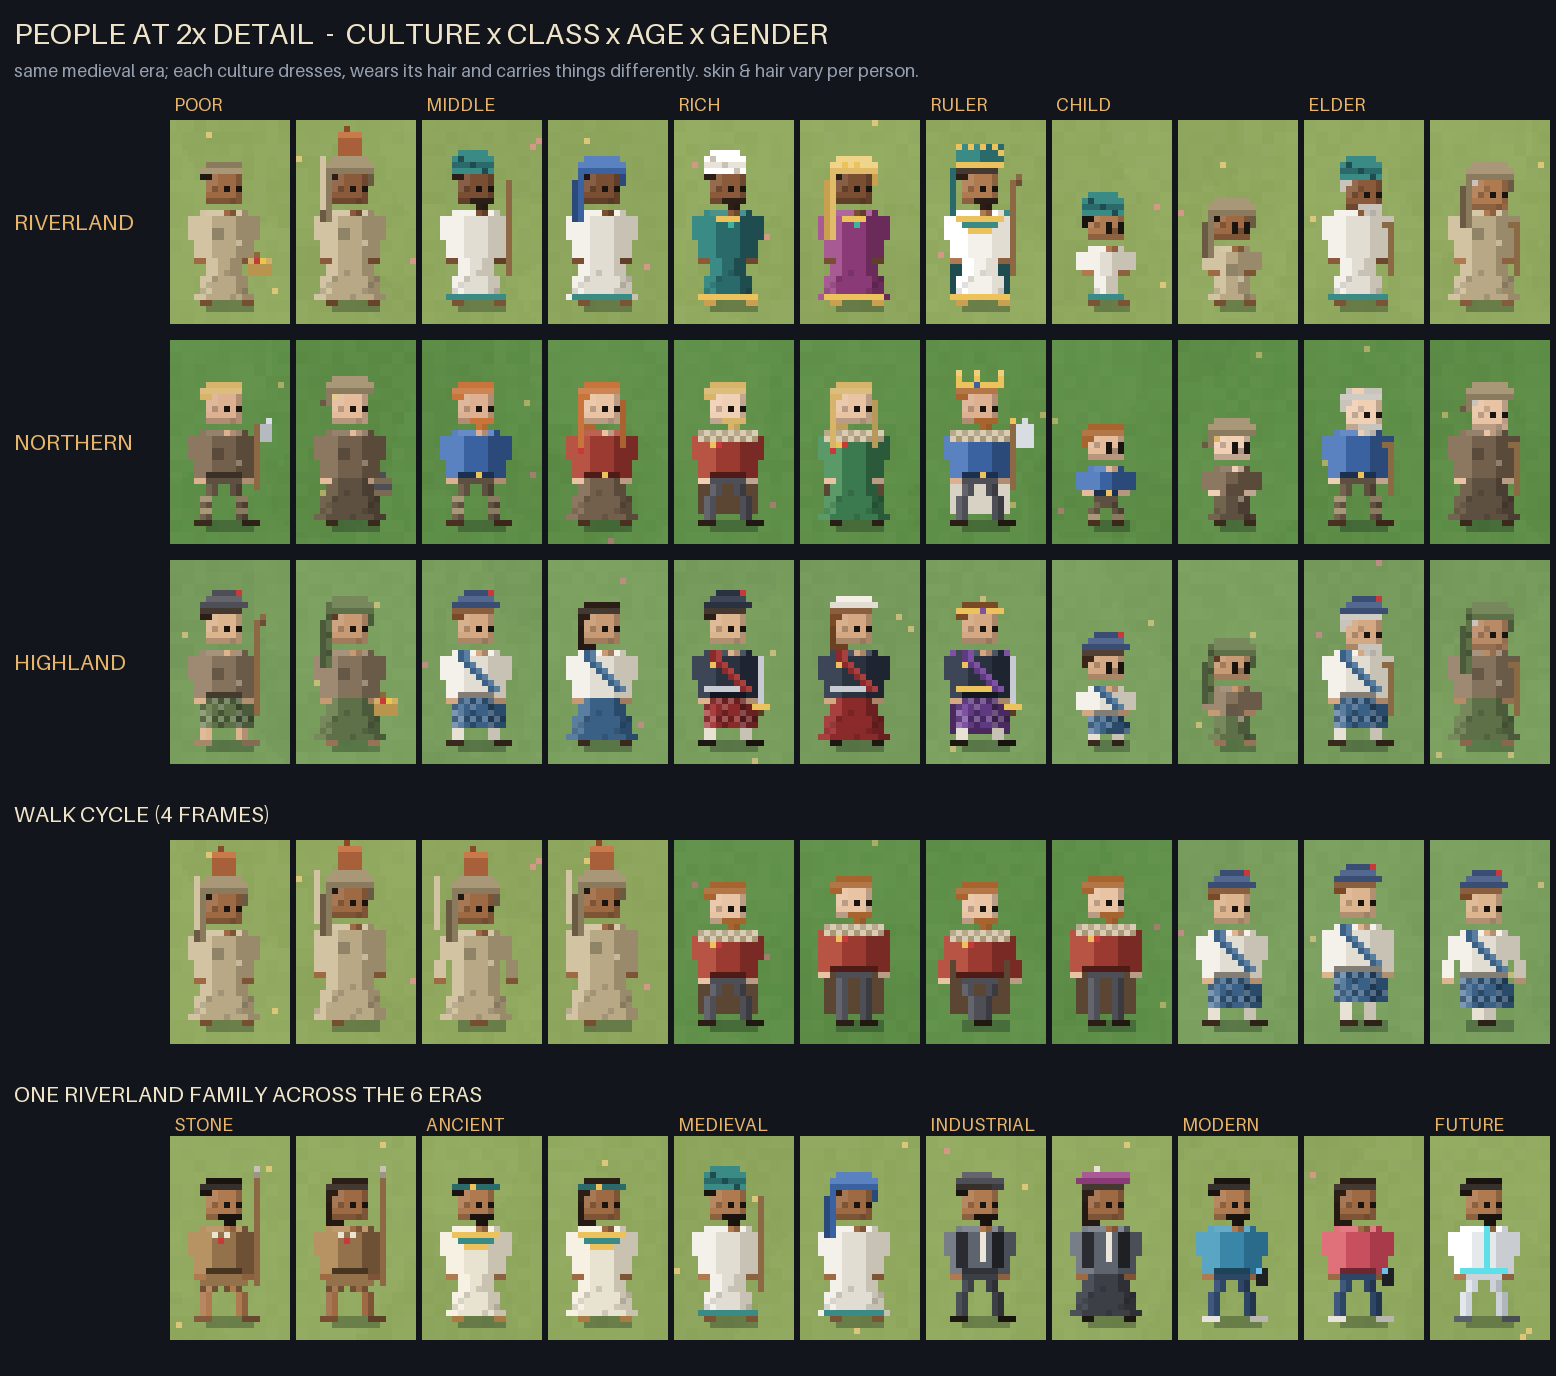 PEOPLE AT 2x DETAIL - CULTURE x CLASS x AGE x GENDER
same medieval era; each culture dresses, wears its hair and carries things differently. skin & hair vary per person.
POOR MIDDLE RICH RULER CHILD ELDER
RIVERLAND
NORTHERN
HIGHLAND
WALK CYCLE (4 FRAMES)
ONE RIVERLAND FAMILY ACROSS THE 6 ERAS
STONE ANCIENT MEDIEVAL INDUSTRIAL MODERN FUTURE